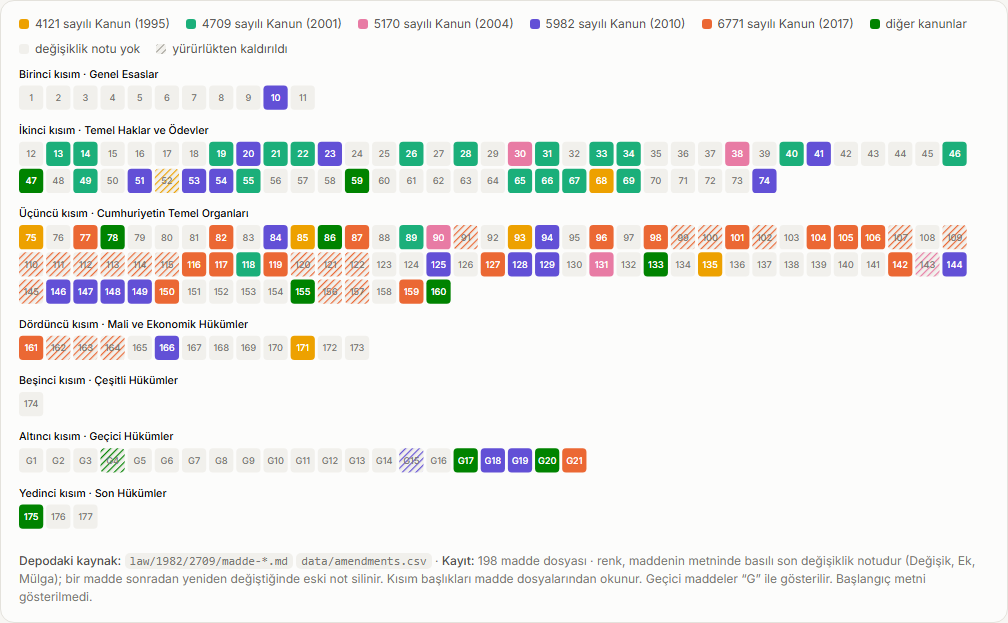 4121 sayılı Kanun (1995) 4709 sayılı Kanun (2001) 5170 sayılı Kanun (2004) 5982 sayılı Kanun (2010) 6771 sayılı Kanun (2017) diğer kanunlar
değişiklik notu yok yürürlükten kaldırıldı
Birinci kısım · Genel Esaslar
1 2 3 4 5 6 7 8 9 10 11
İkinci kısım · Temel Haklar ve Ödevler
12 13 14 15 16 17 18 19 20 21 22 23 24 25 26 27 28 29 30 31 32 33 34 35 36 37 38 39 40 41 42 43 44 45 46
47 48 49 50 51 52 53 54 55 56 57 58 59 60 61 62 63 64 65 66 67 68 69 70 71 72 73 74
Üçüncü kısım · Cumhuriyetin Temel Organları
75 76 77 78 79 80 81 82 83 84 85 86 87 88 89 90 91 92 93 94 95 96 97 98 99 100 101 102 103 104 105 106 107 108 109
110 111 112 113 114 115 116 117 118 119 120 121 122 123 124 125 126 127 128 129 130 131 132 133 134 135 136 137 138 139 140 141 142 143 144
145 146 147 148 149 150 151 152 153 154 155 156 157 158 159 160
Dördüncü kısım · Mali ve Ekonomik Hükümler
161 162 163 164 165 166 167 168 169 170 171 172 173
Beşinci kısım · Çeşitli Hükümler
174
Altıncı kısım · Geçici Hükümler
G1 G2 G3 G4 G5 G6 G7 G8 G9 G10 G11 G12 G13 G14 G15 G16 G17 G18 G19 G20 G21
Yedinci kısım · Son Hükümler
175 176 177
Depodaki kaynak: law/1982/2709/madde-*.md data/amendments.csv · Kayıt: 198 madde dosyası · renk, maddenin metninde basılı son değişiklik notudur (Değişik, Ek,
Mülga); bir madde sonradan yeniden değiştiğinde eski not silinir. Kısım başlıkları madde dosyalarından okunur. Geçici maddeler “G” ile gösterilir. Başlangıç metni
gösterilmedi.